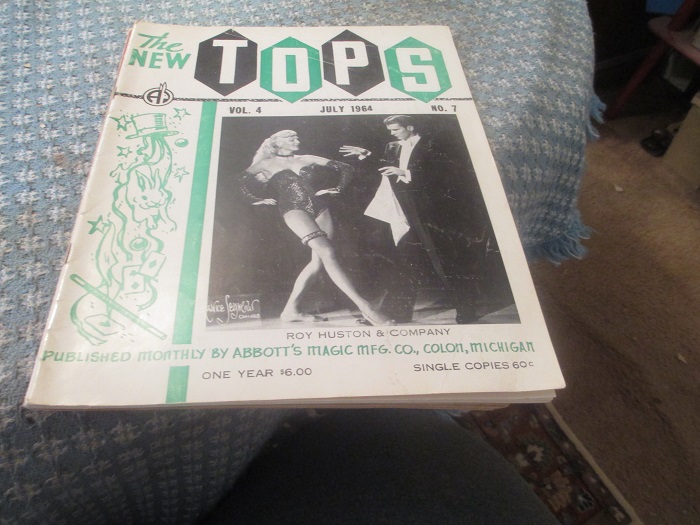 The
NEW
TOPS
VOL. 4 JULY 1964 NO. 7
ROY HUSTON & COMPANY
PUBLISHED MONTHLY BY ABBOTT'S MAGIC MFG. CO., COLON, MICHIGAN
ONE YEAR $6.00 SINGLE COPIES 60c